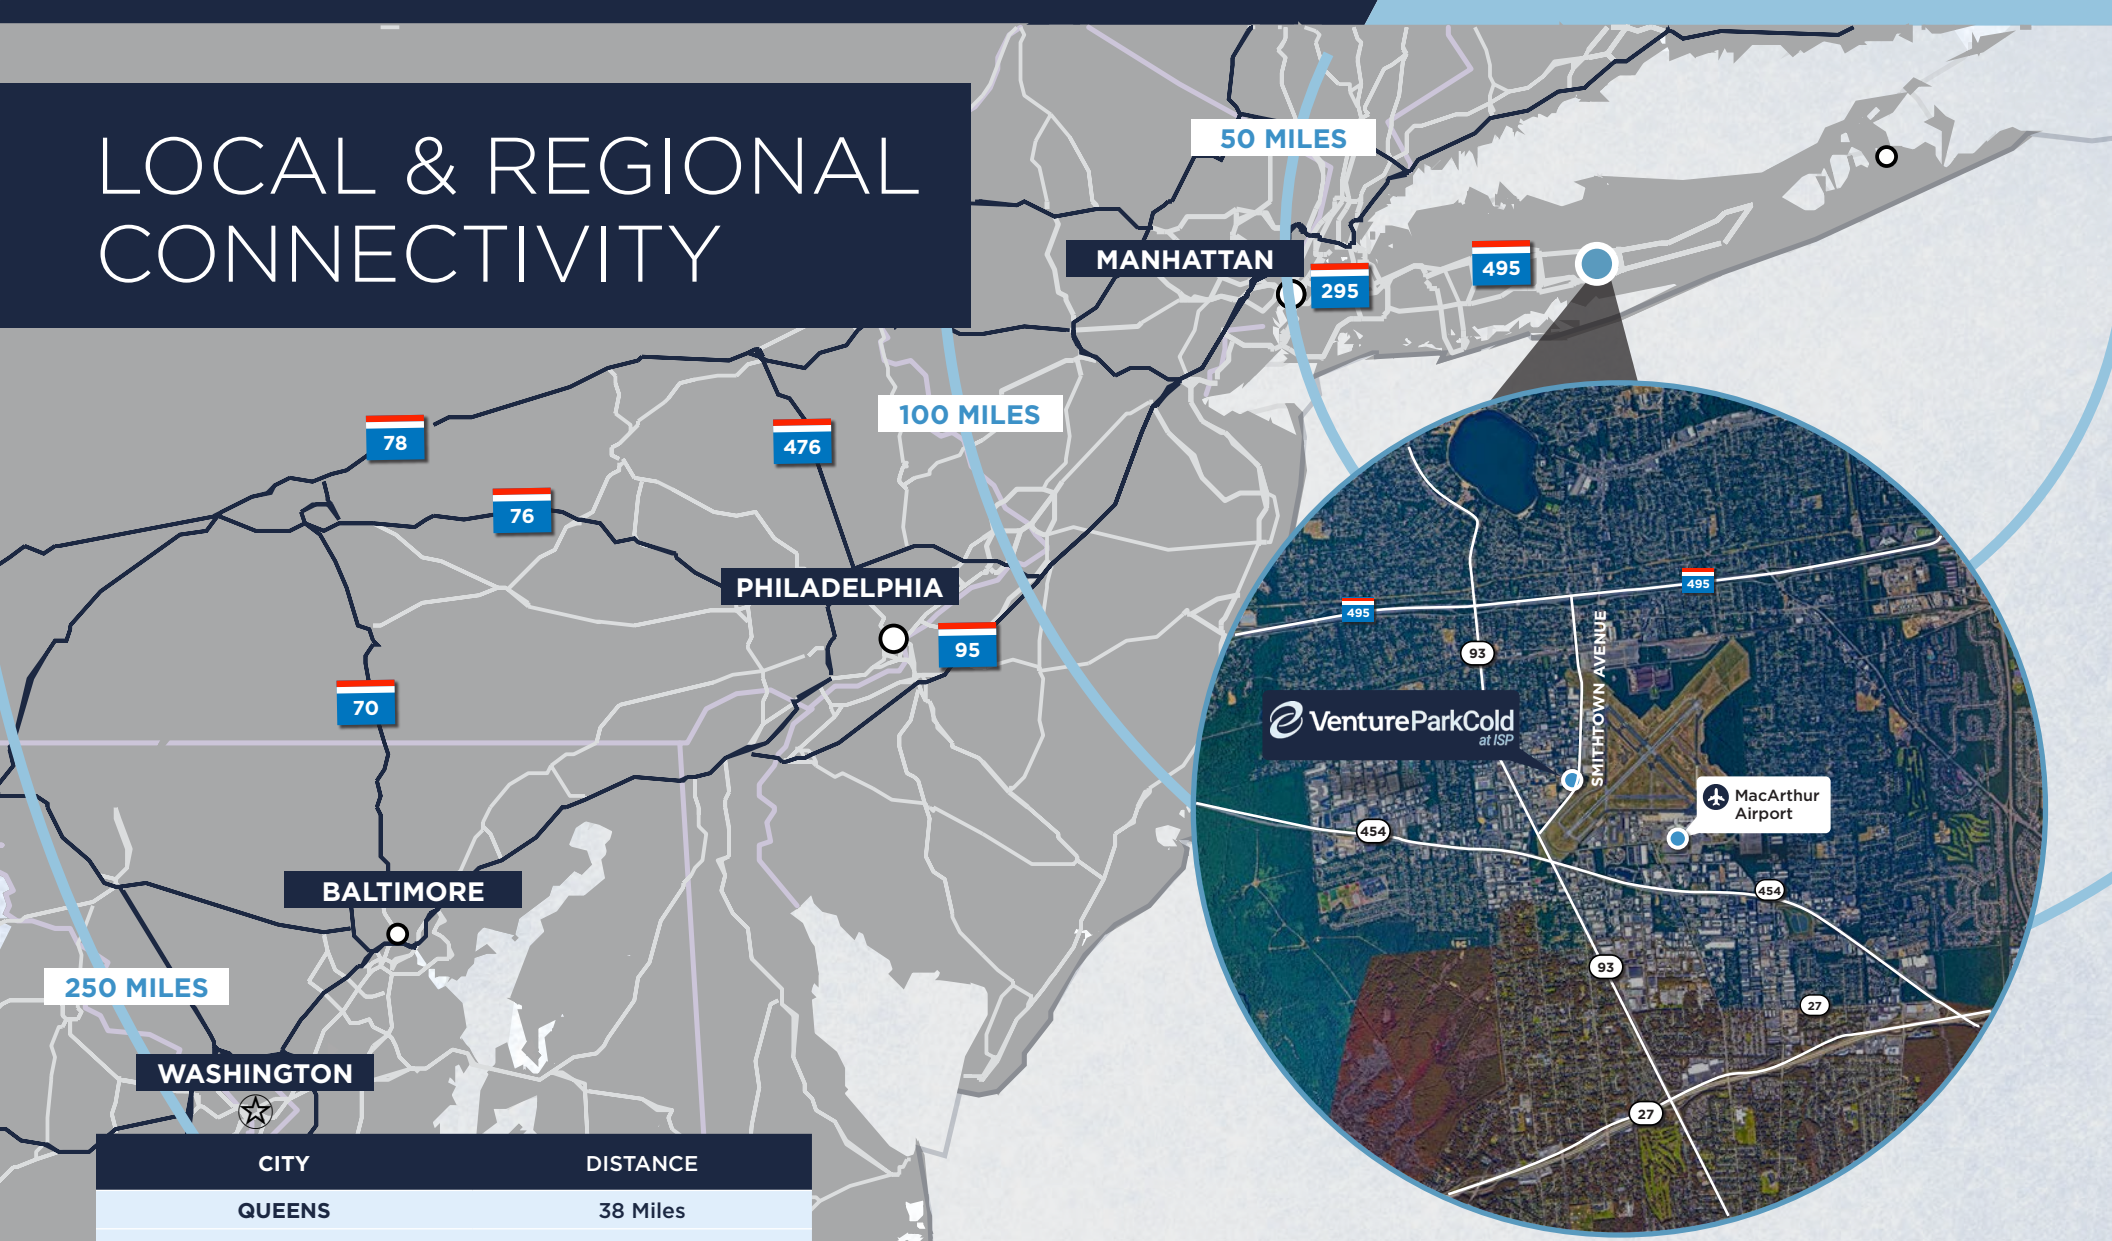 LOCAL & REGIONAL
CONNECTIVITY
50 MILES
MANHATTAN
295
495
100 MILES
78
476
76
PHILADELPHIA
95
70
BALTIMORE
250 MILES
WASHINGTON
495
495
93
SMITHTOWN AVENUE
VentureParkCold
at ISP
MacArthur
Airport
454
454
93
27
27
CITY DISTANCE
QUEENS 38 Miles